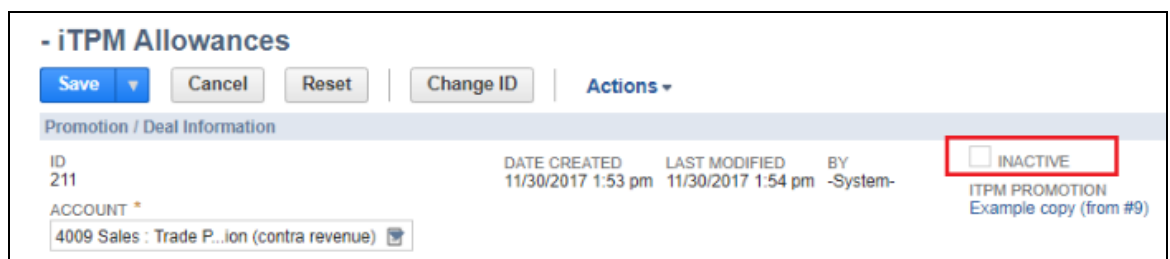 - iTPM Allowances
Save Cancel Reset Change ID Actions
Promotion / Deal Information
ID DATE CREATED LAST MODIFIED BY INACTIVE
211 11/30/2017 1:53 pm 11/30/2017 1:54 pm -System-
ITPM PROMOTION
Example copy (from #9)
ACCOUNT *
4009 Sales : Trade P...ion (contra revenue)